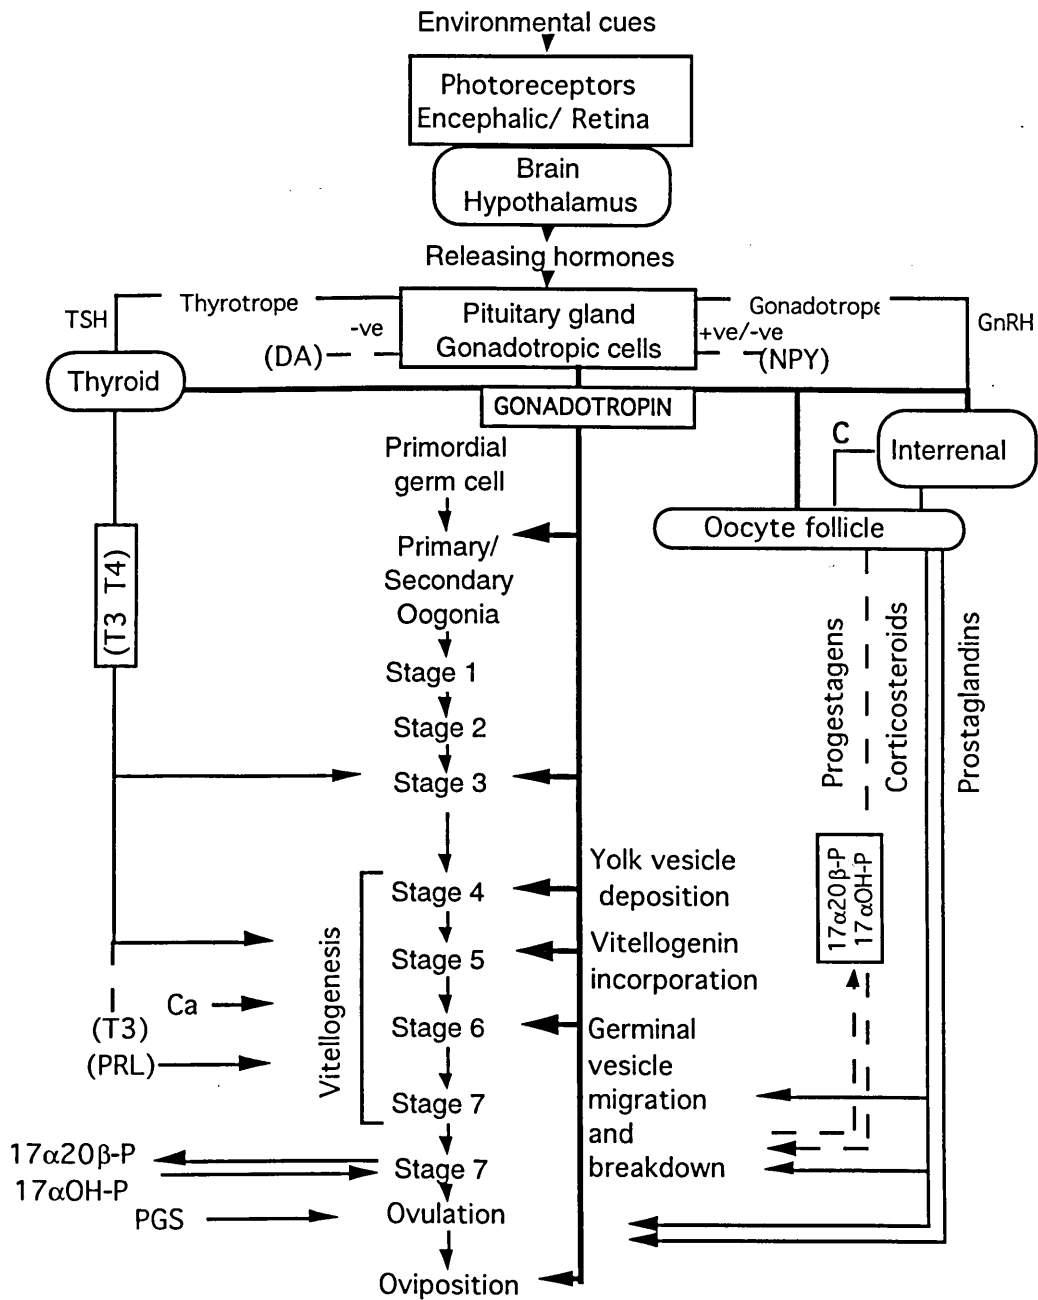 Environmental cues
Photoreceptors
Encephalic/ Retina
Brain
Hypothalamus
Releasing hormones
TSH
Thyrotrope
Pituitary gland
Gonadotropic cells
Gonadotrope
GnRH
-ve
+ve/-ve
(DA)
(NPY)
Thyroid
GONADOTROPIN
C
Interrenal
Primordial
germ cell
Oocyte follicle
Primary/
Secondary
Oogonia
(T3 T4)
Stage 1
Stage 2
Stage 3
Progestagens
Corticosteroids
Prostaglandins
Stage 4
Yolk vesicle
deposition
17α20β-P
17αOH-P
Stage 5
Vitellogenin
incorporation
Vitellogenesis
Ca
(T3)
(PRL)
Stage 6
Germinal
vesicle
migration
and
breakdown
Stage 7
17α20β-P
17αOH-P
Stage 7
PGS
Ovulation
Oviposition